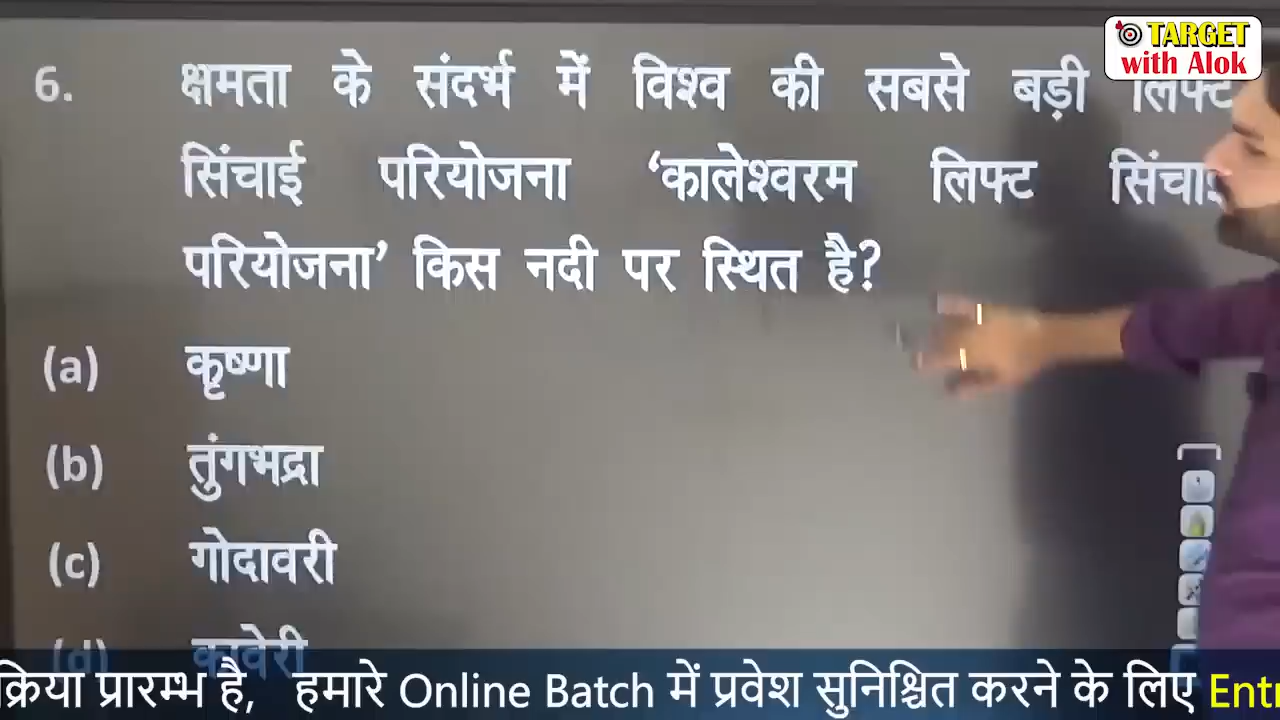 TARGET
with Alok
6. क्षमता के संदर्भ में विश्व की सबसे बड़ी लिफ्ट
सिंचाई परियोजना ‘कालेश्वरम लिफ्ट
परियोजना’ किस नदी पर स्थित है?
(a) कृष्णा
(b) तुंगभद्रा
(c) गोदावरी
(d) कावेरी
प्रारम्भ है, हमारे Online Batch में प्रवेश सुनिश्चित करने के लिए